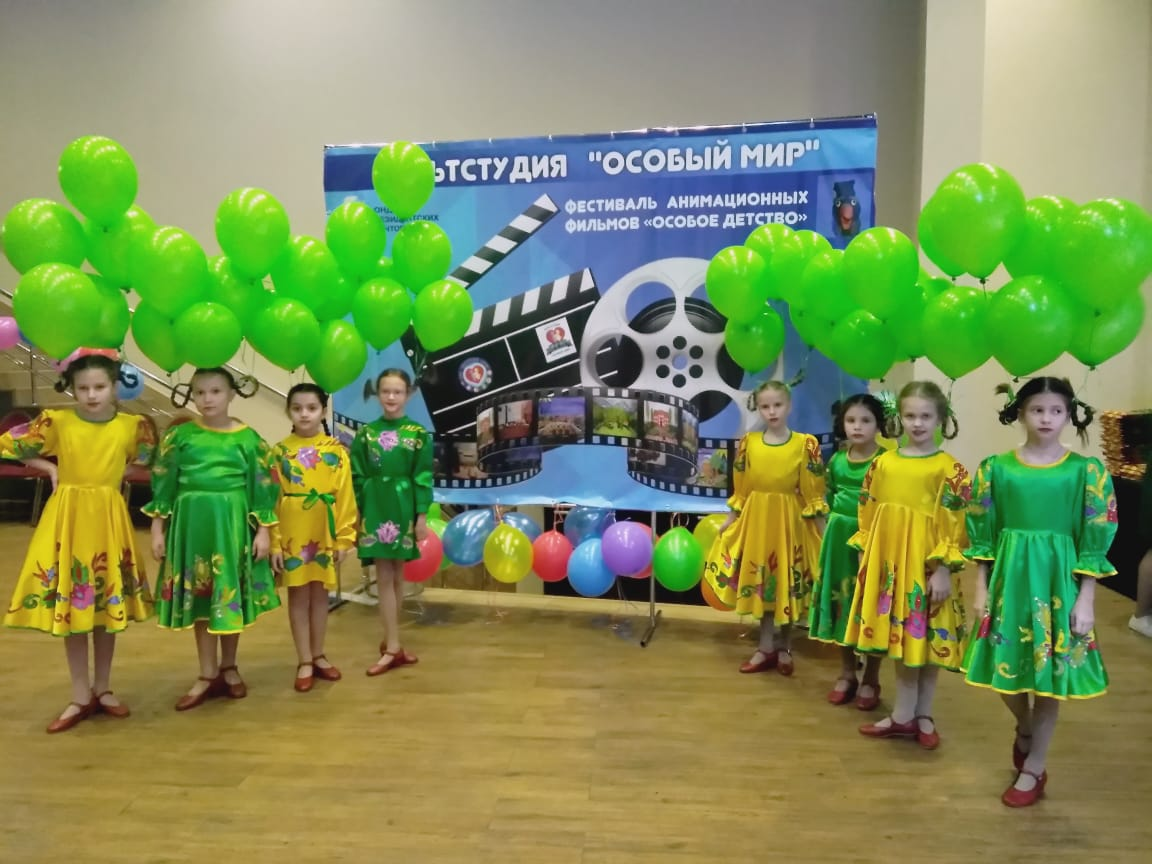 ЬТСТУДИЯ "ОСОБЫЙ МИР"
ФЕСТИВАЛЬ АНИМАЦИОННЫХ
ФИЛЬМОВ «ОСОБОЕ ДЕТСТВО»